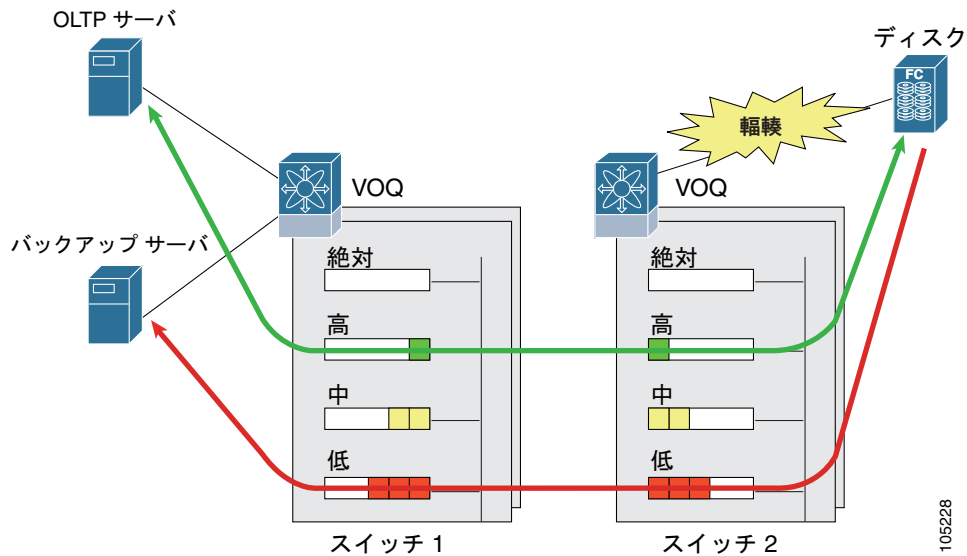 OLTP サーバ
ディスク
FC
輻輳
VOQ
VOQ
バックアップ サーバ
絶対
絶対
高
高
中
中
低
低
スイッチ 1
スイッチ 2
105228